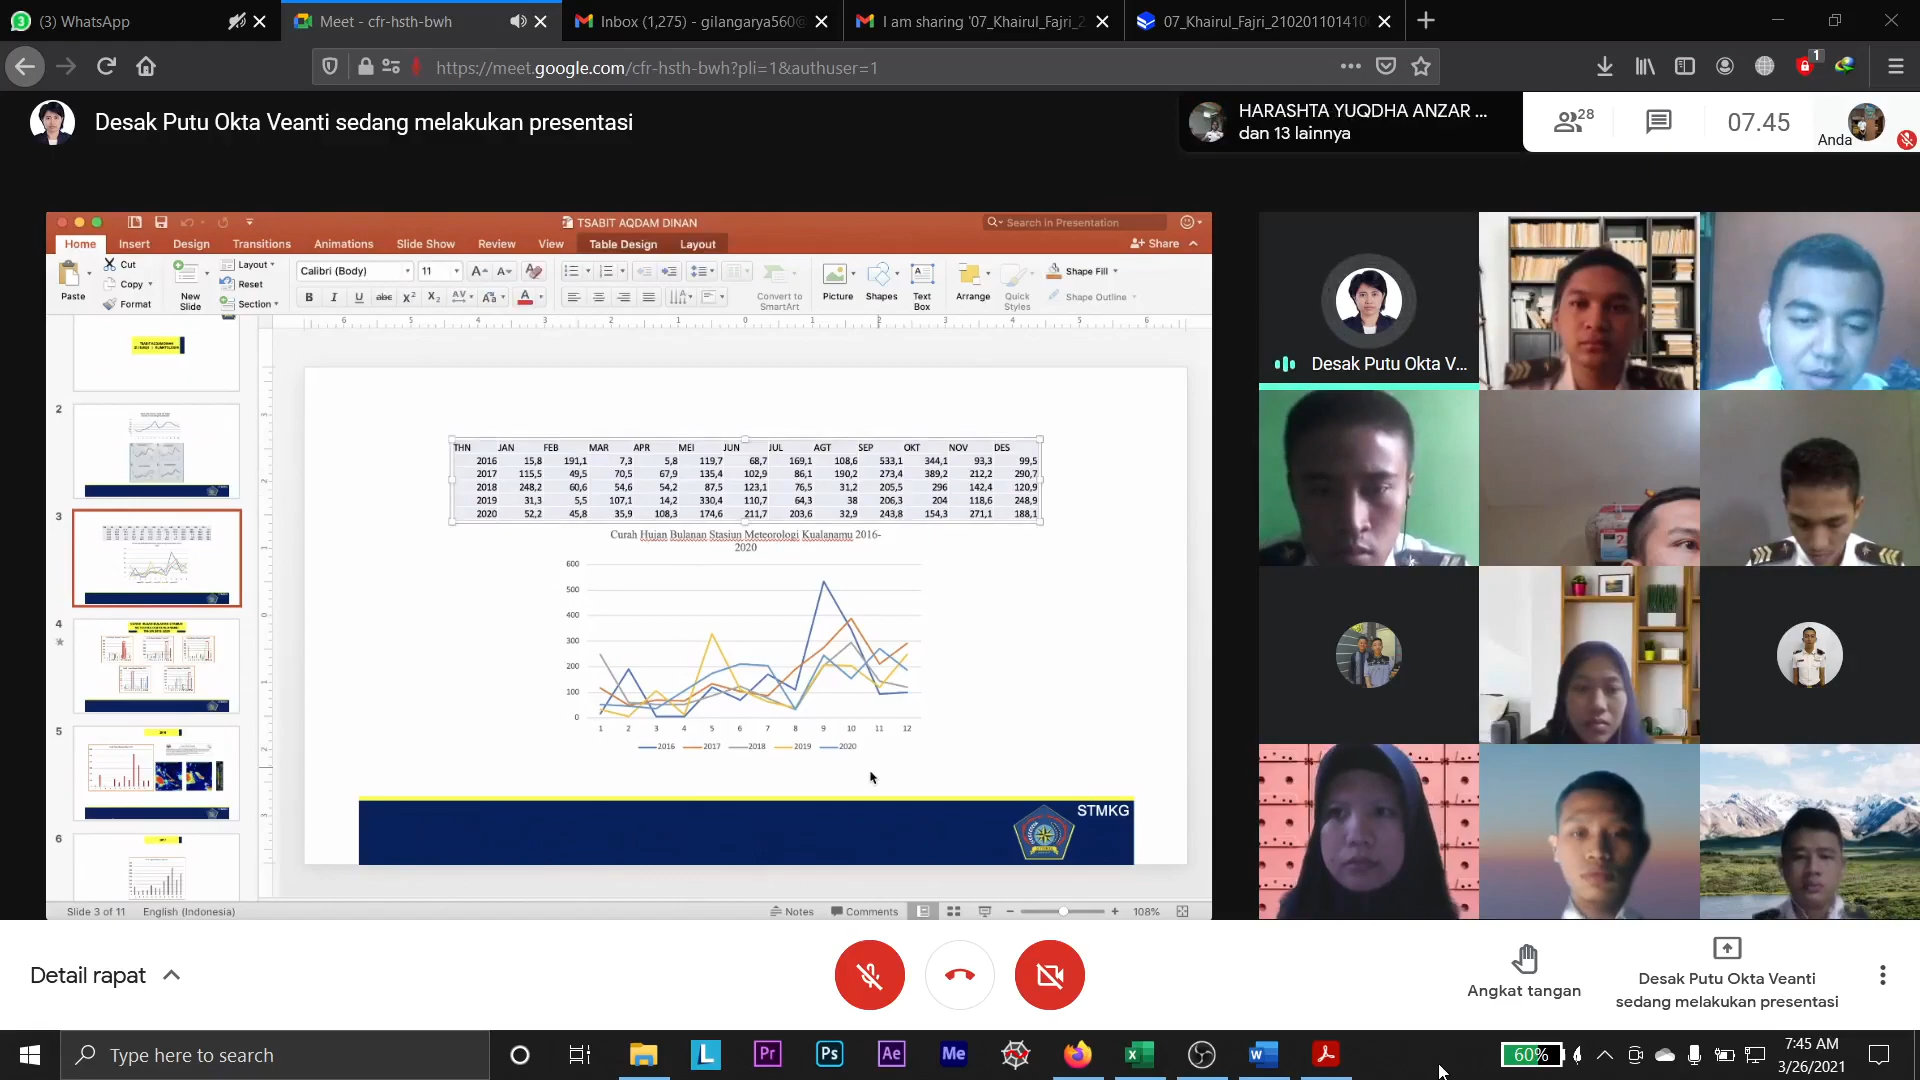 (3) WhatsApp
Meet - cfr-hsth-bwh
Inbox (1,275) - gilangarya560@
I am sharing '07_Khairul_Fajri_2
07_Khairul_Fajri_21020110141
https://meet.google.com/cfr-hsth-bwh?pli=1&authuser=1
1
Desak Putu Okta Veanti sedang melakukan presentasi
HARASHTA YUQDHA ANZAR ...
dan 13 lainnya
28
07.45
Anda
TSABIT AQDAM DINAN
Search in Presentation
Home Insert Design Transitions Animations Slide Show Review View Table Design Layout
Share
Paste
Cut
Copy
Format
New Slide
Layout
Reset
Section
Calibri (Body)
11
Convert to SmartArt
Picture
Shapes
Text Box
Arrange
Quick Styles
Shape Fill
Shape Outline
2
3
4
5
6
THN JAN FEB MAR APR MEI JUN JUL AGT SEP OKT NOV DES
2016 15,8 191,1 7,3 5,8 119,7 68,7 169,1 108,6 533,1 344,1 93,3 99,5
2017 115,5 49,5 70,5 67,9 135,4 102,9 86,1 190,2 273,4 389,2 212,2 290,7
2018 248,2 60,6 54,6 54,2 87,5 123,1 76,5 31,2 205,5 296 142,4 120,9
2019 31,3 5,5 107,1 14,2 330,4 110,7 64,3 38 206,3 204 118,6 248,9
2020 52,2 45,8 35,9 108,3 174,6 211,7 203,6 32,9 243,8 154,3 271,1 188,1
Curah Hujan Bulanan Stasiun Meteorologi Kualanamu 2016-
2020
600
500
400
300
200
100
0
1 2 3 4 5 6 7 8 9 10 11 12
2016 2017 2018 2019 2020
STMKG
Slide 3 of 11
English (Indonesia)
Notes
Comments
108%
Desak Putu Okta V...
Detail rapat
Angkat tangan
Desak Putu Okta Veanti
sedang melakukan presentasi
Type here to search
L
Pr
Ps
Ae
Me
60%
7:45 AM
3/26/2021